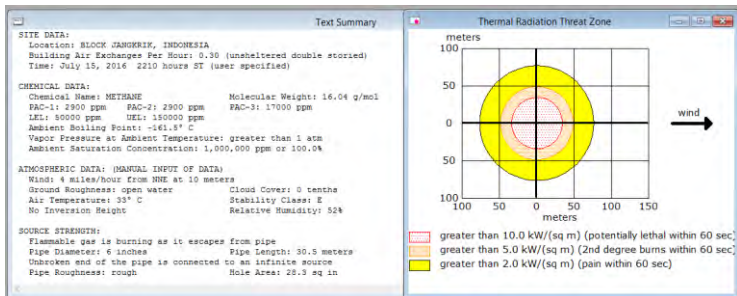 Text Summary
SITE DATA:
Location: BLOCK JANGKRIK, INDONESIA
Building Air Exchanges Per Hour: 0.30 (unsheltered double storied)
Time: July 15, 2016 2210 hours ST (user specified)
CHEMICAL DATA:
Chemical Name: METHANE Molecular Weight: 16.04 g/mol
PAC-1: 2900 ppm PAC-2: 2900 ppm PAC-3: 17000 ppm
LEL: 50000 ppm UEL: 150000 ppm
Ambient Boiling Point: -161.5° C
Vapor Pressure at Ambient Temperature: greater than 1 atm
Ambient Saturation Concentration: 1,000,000 ppm or 100.0%
ATMOSPHERIC DATA: (MANUAL INPUT OF DATA)
Wind: 4 miles/hour from NNE at 10 meters
Ground Roughness: open water Cloud Cover: 0 tenths
Air Temperature: 33° C Stability Class: E
No Inversion Height Relative Humidity: 52%
SOURCE STRENGTH:
Flammable gas is burning as it escapes from pipe
Pipe Diameter: 6 inches Pipe Length: 30.5 meters
Unbroken end of the pipe is connected to an infinite source
Pipe Roughness: rough Hole Area: 28.3 sq in
Thermal Radiation Threat Zone
meters
100
50
0
50
100
wind
100 50 0 50 100 150
meters
greater than 10.0 kW/(sq m) (potentially lethal within 60 sec)
greater than 5.0 kW/(sq m) (2nd degree burns within 60 sec)
greater than 2.0 kW/(sq m) (pain within 60 sec)